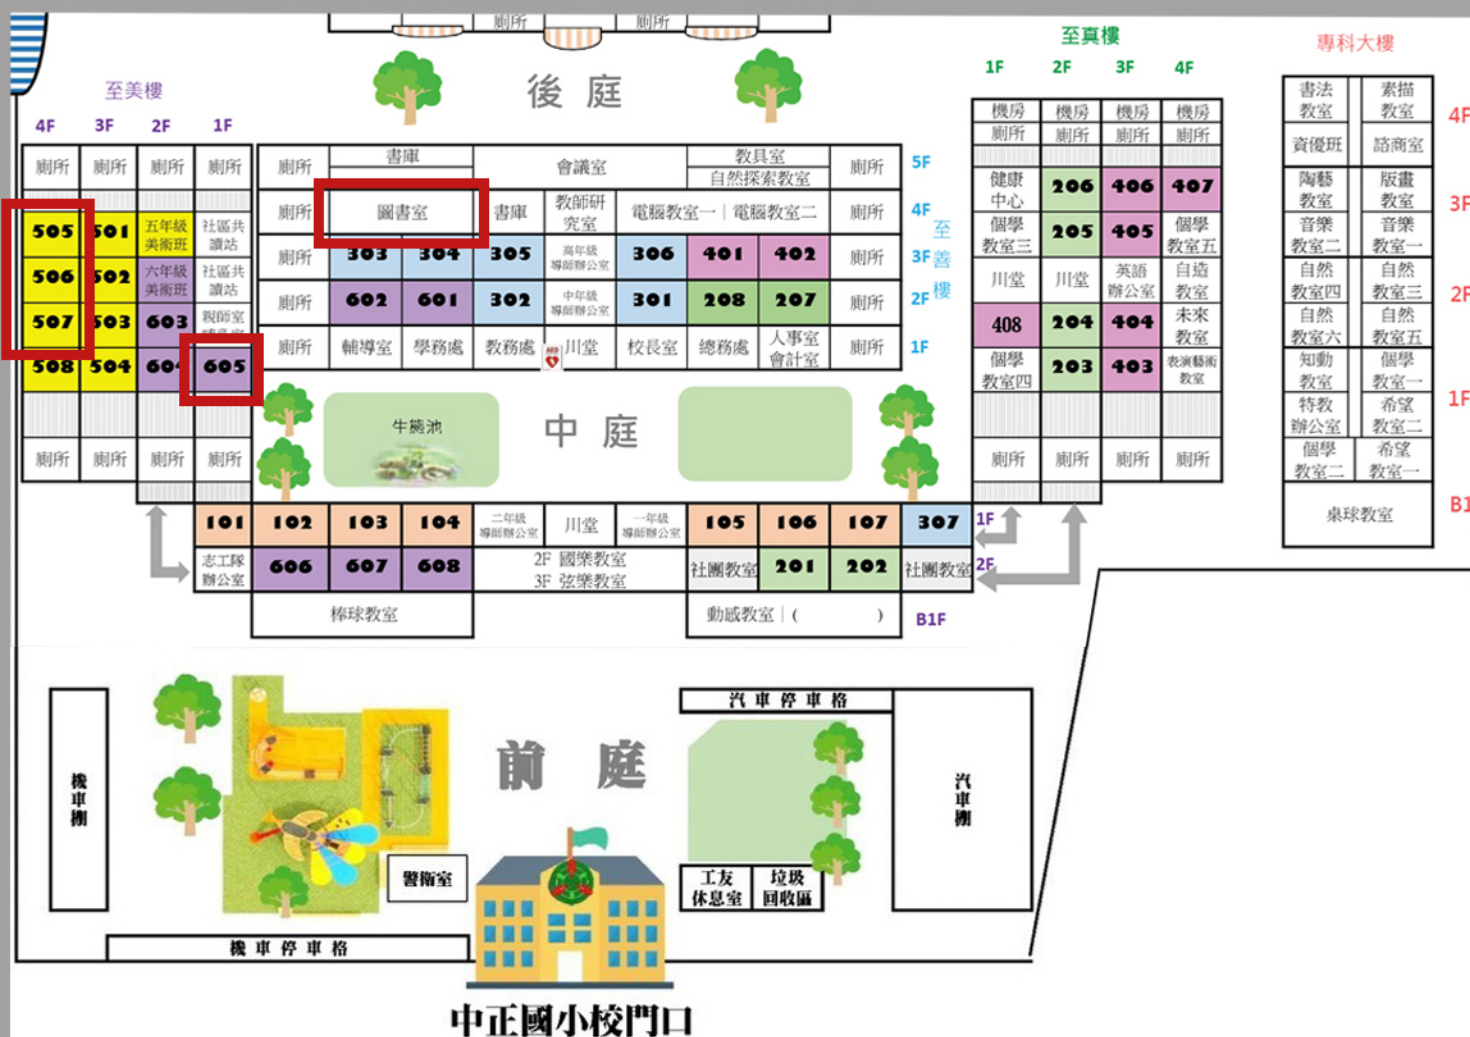 廁所
廁所
後庭
至美樓
4F 3F 2F 1F
廁所 廁所 廁所 廁所
505 501 五年級美術班 社區共讀站
506 502 六年級美術班 社區共讀站
507 503 603 親師室
508 504 604 605
廁所 廁所 廁所 廁所
廁所 書庫 會議室 教具室 廁所 5F
自然探索教室
廁所 圖書室 書庫 教師研究室 電腦教室一 | 電腦教室二 廁所 4F
至善樓
廁所 303 304 305 高年級導師辦公室 306 401 402 廁所 3F
廁所 602 601 302 中年級導師辦公室 301 208 207 廁所 2F
廁所 輔導室 學務處 教務處 AED 川堂 校長室 總務處 人事室會計室 廁所 1F
牛熊池
中庭
至真樓
1F 2F 3F 4F
機房 機房 機房 機房
廁所 廁所 廁所 廁所
健康中心 206 406 407
個學教室三 205 405 個學教室五
川堂 川堂 英語辦公室 自造教室
408 204 404 未來教室
個學教室四 203 403 表演藝術教室
廁所 廁所 廁所 廁所
專科大樓
書法教室 素描教室 4F
資優班 諮商室
陶藝教室 版畫教室 3F
音樂教室二 音樂教室一
自然教室四 自然教室三 2F
自然教室六 自然教室五
知動教室 個學教室一 1F
特教辦公室 希望教室二
個學教室二 希望教室一
桌球教室 B1
101 102 103 104 二年級導師辦公室 川堂 一年級導師辦公室 105 106 107 307 1F
志工隊辦公室 606 607 608 2F 國樂教室 社團教室 201 202 社團教室 2F
3F 弦樂教室
棒球教室 動感教室 | ( ) B1F
機車棚
前庭
汽車停車格
汽車棚
警衛室
工友休息室
垃圾回收區
機車停車格
中正國小校門口